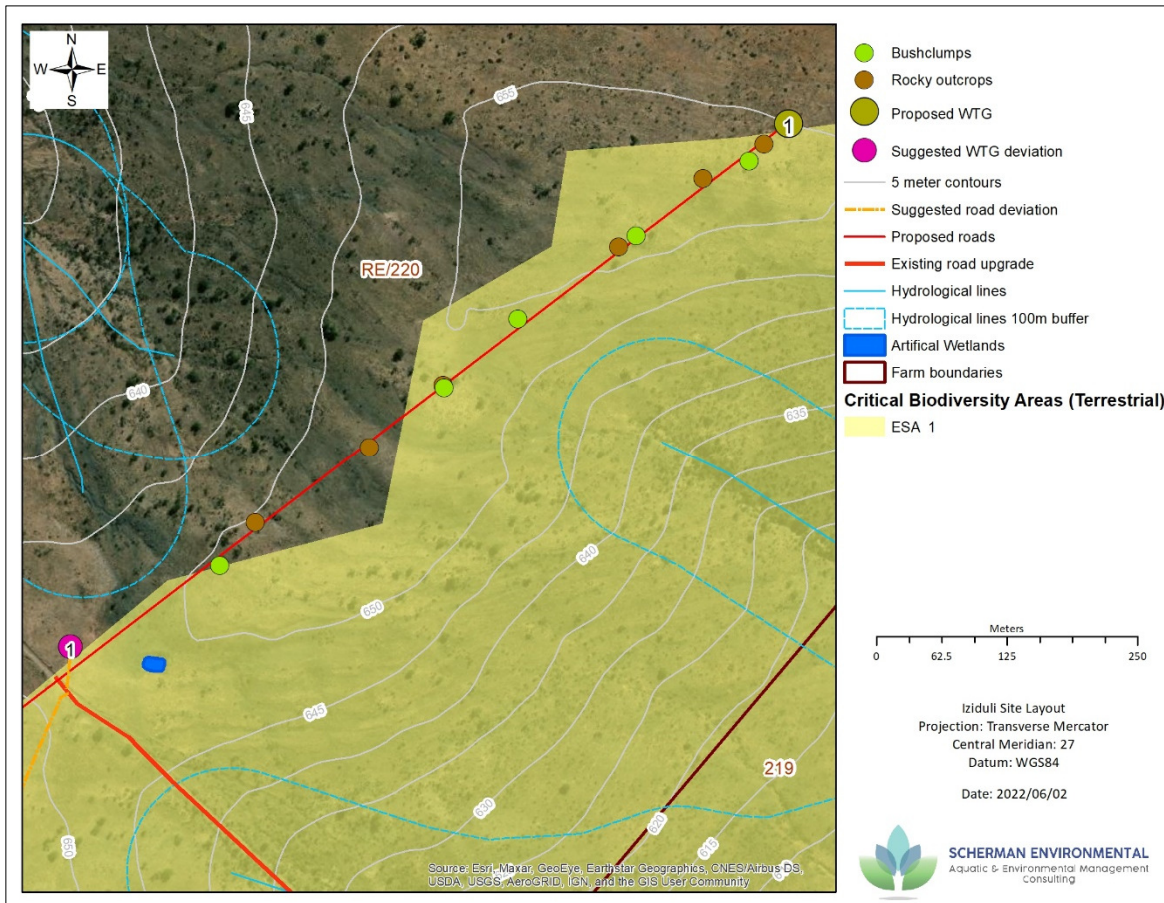 N
W E
S
645
655
1
RE/220
640
635
640
650
1
645
219
630
620
650
615
Source: Esri, Maxar, GeoEye, Earthstar Geographics, CNES/Airbus DS,
USDA, USGS, AeroGRID, IGN, and the GIS User Community
Bushclumps
Rocky outcrops
Proposed WTG
Suggested WTG deviation
5 meter contours
Suggested road deviation
Proposed roads
Existing road upgrade
Hydrological lines
Hydrological lines 100m buffer
Artifical Wetlands
Farm boundaries
Critical Biodiversity Areas (Terrestrial)
ESA 1
Meters
0 62.5 125 250
Iziduli Site Layout
Projection: Transverse Mercator
Central Meridian: 27
Datum: WGS84
Date: 2022/06/02
SCHERMAN ENVIRONMENTAL
Aquatic & Environmental Management
Consulting